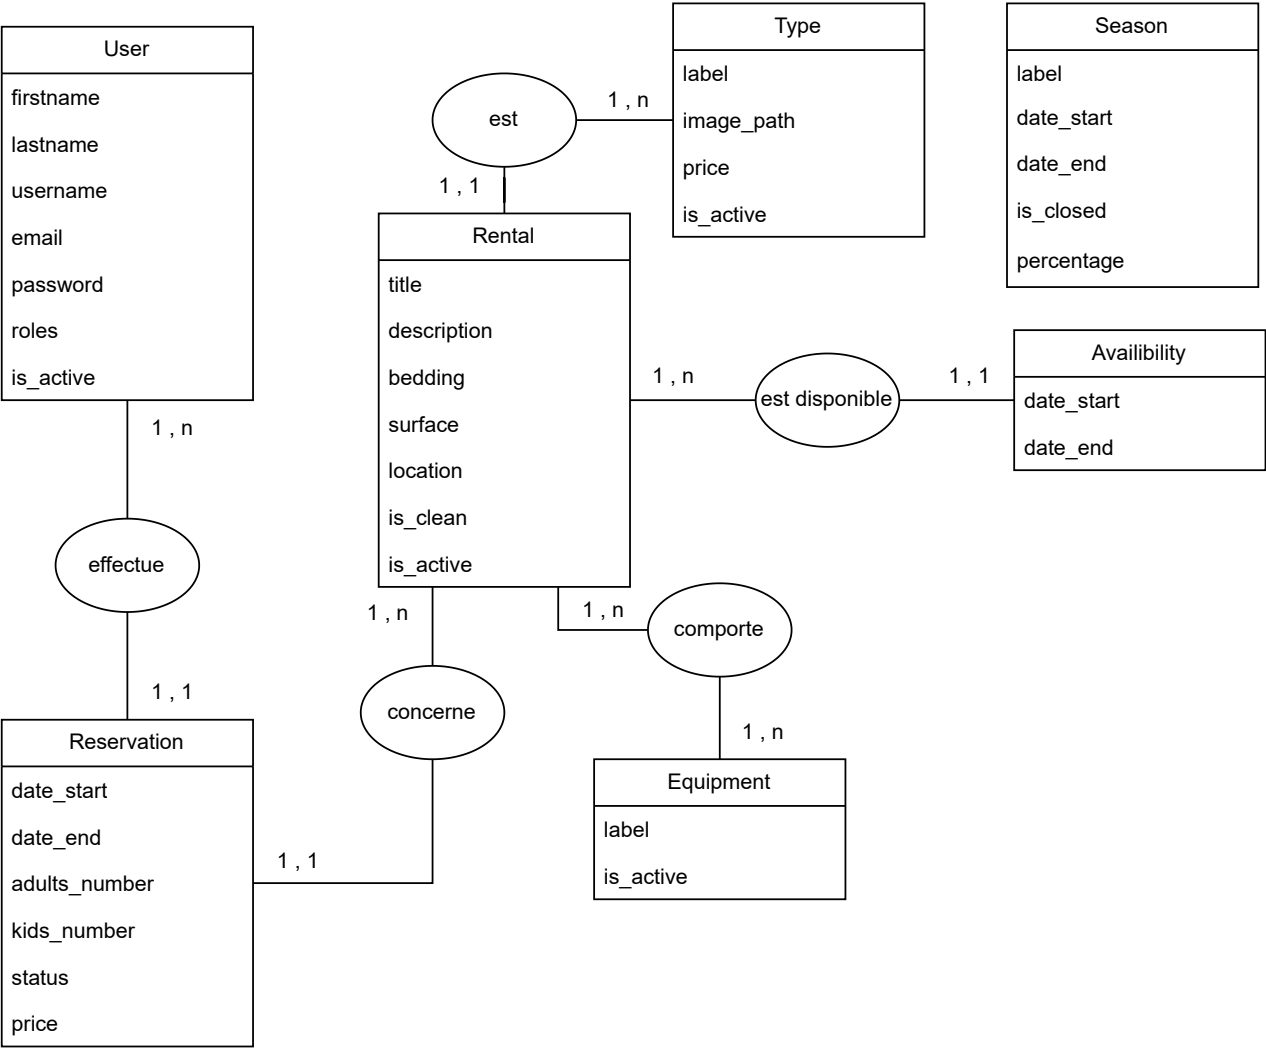 User
firstname
lastname
username
email
password
roles
is_active
1 , n
effectue
1 , 1
Reservation
date_start
date_end
adults_number
kids_number
status
price
est
1 , n
1 , 1
Type
label
image_path
price
is_active
Season
label
date_start
date_end
is_closed
percentage
Rental
title
description
bedding
surface
location
is_clean
is_active
1 , n
est disponible
1 , 1
Availibility
date_start
date_end
1 , n
concerne
1 , 1
1 , n
comporte
1 , n
Equipment
label
is_active